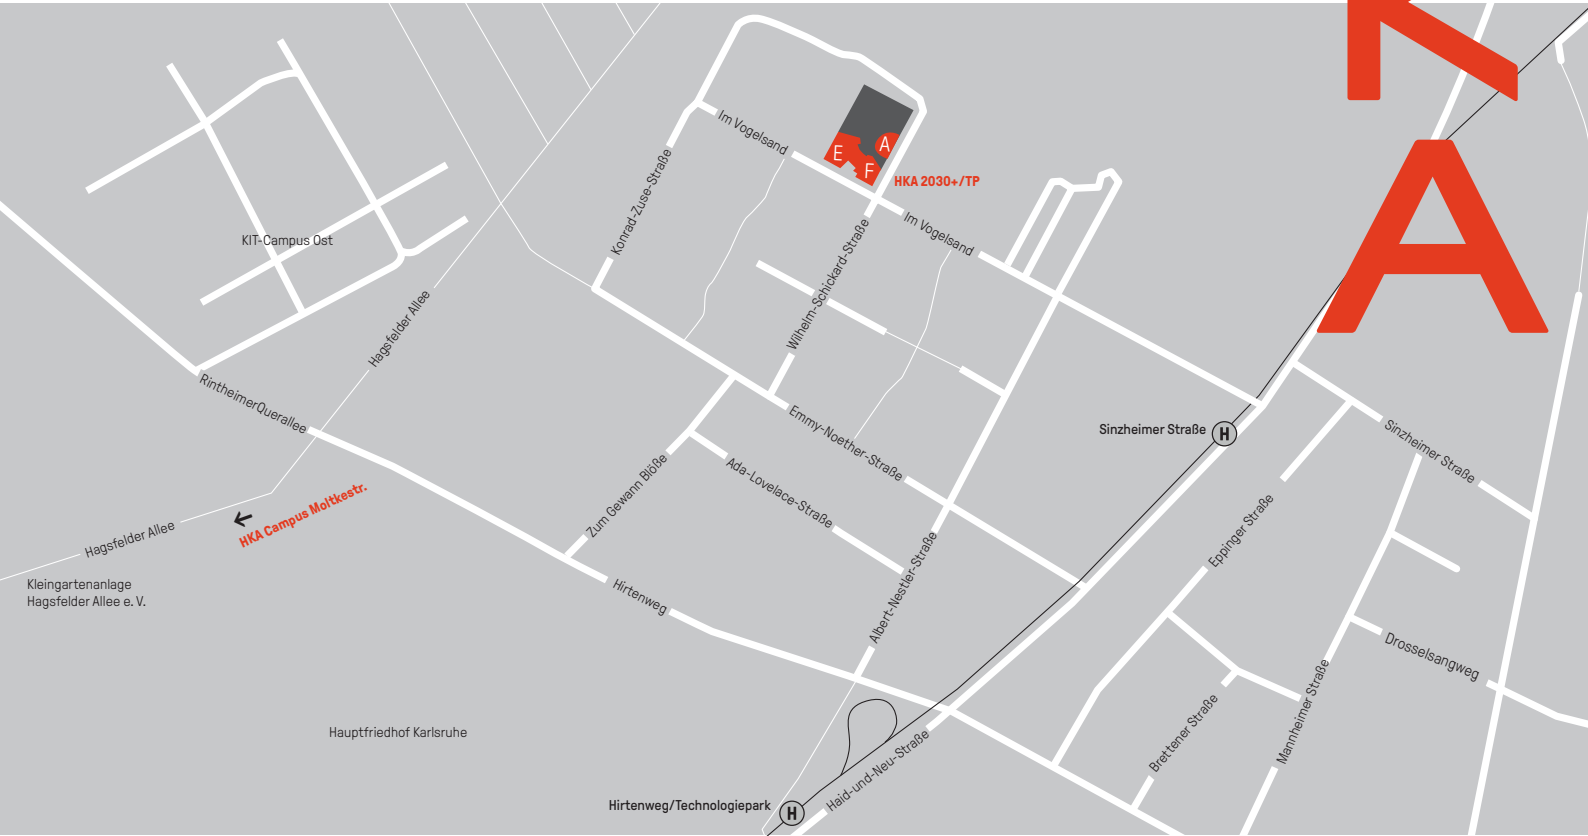 K
A
Im Vogelsand
E
A
F
HKA 2030+/TP
Konrad-Zuse-Straße
Im Vogelsand
Wilhelm-Schickard-Straße
KIT-Campus Ost
Hagsfelder Allee
RintheimerQuerallee
Emmy-Noether-Straße
Sinzheimer Straße
H
Sinzheimer Straße
Zum Gewann Blöße
Ada-Lovelace-Straße
Eppinger Straße
HKA Campus Moltkestr.
Hagsfelder Allee
Kleingartenanlage
Hagsfelder Allee e. V.
Hirtenweg
Albert-Nestler-Straße
Drosselsangweg
Mannheimer Straße
Brettener Straße
Hauptfriedhof Karlsruhe
Haid-und-Neu-Straße
Hirtenweg/Technologiepark
H